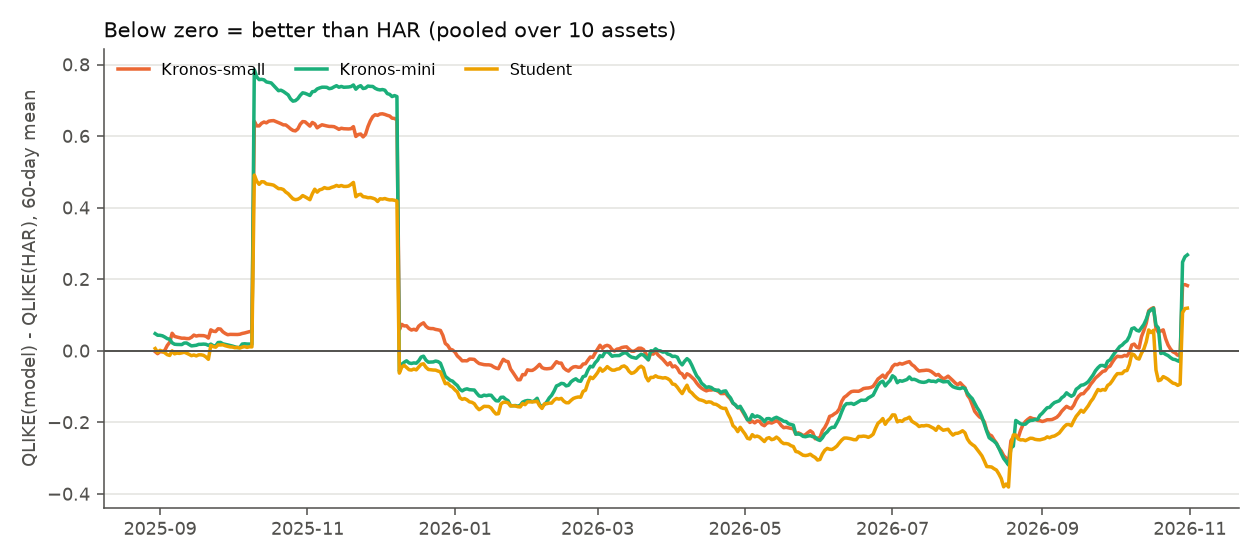 Below zero = better than HAR (pooled over 10 assets)
Kronos-small Kronos-mini Student
QLIKE(model) - QLIKE(HAR), 60-day mean
0.8
0.6
0.4
0.2
0.0
−0.2
−0.4
2025-09 2025-11 2026-01 2026-03 2026-05 2026-07 2026-09 2026-11